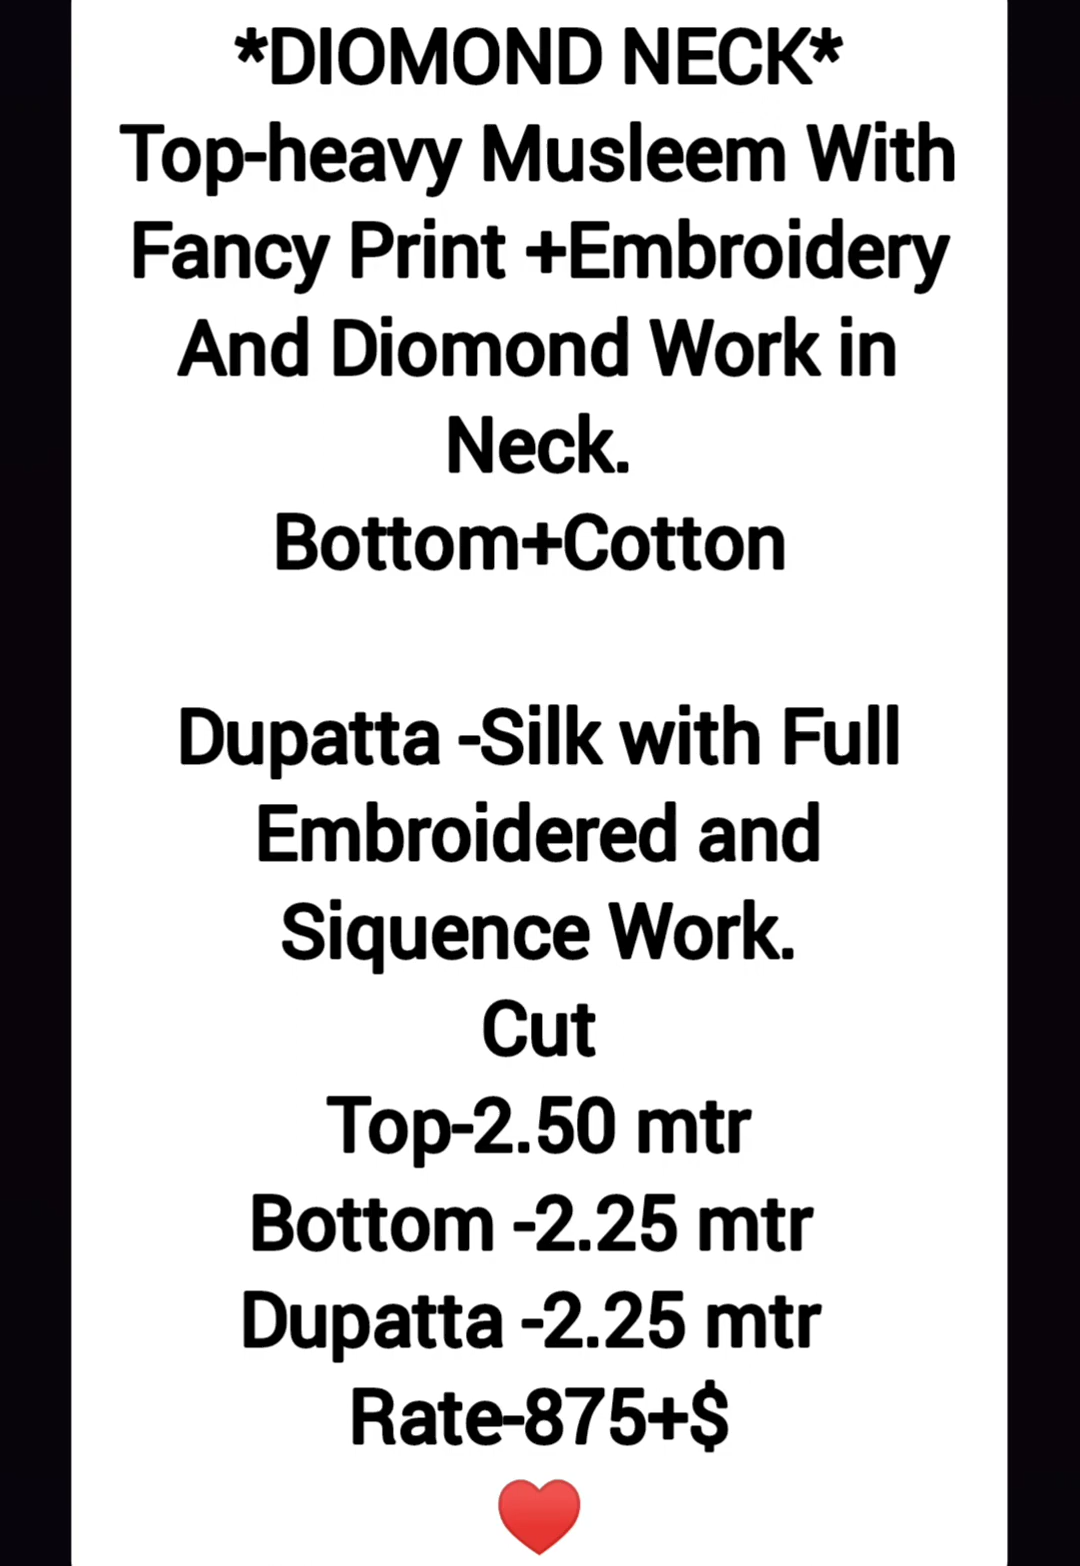 *DIOMOND NECK*
Top-heavy Musleem With
Fancy Print +Embroidery
And Diomond Work in
Neck.
Bottom+Cotton
Dupatta -Silk with Full
Embroidered and
Siquence Work.
Cut
Top-2.50 mtr
Bottom -2.25 mtr
Dupatta -2.25 mtr
Rate-875+$